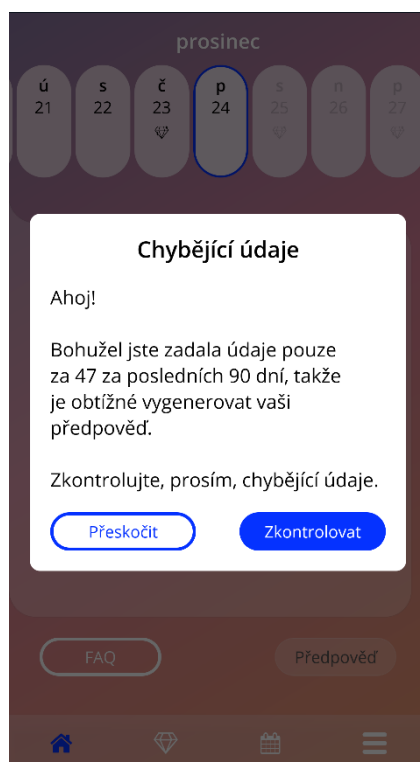 prosinec
ú s č p s n p
21 22 23 24 25 26 27
Chybějící údaje
Ahoj!
Bohužel jste zadala údaje pouze
za 47 za posledních 90 dní, takže
je obtížné vygenerovat vaši
předpověď.
Zkontrolujte, prosím, chybějící údaje.
Přeskočit Zkontrolovat
FAQ Předpověď